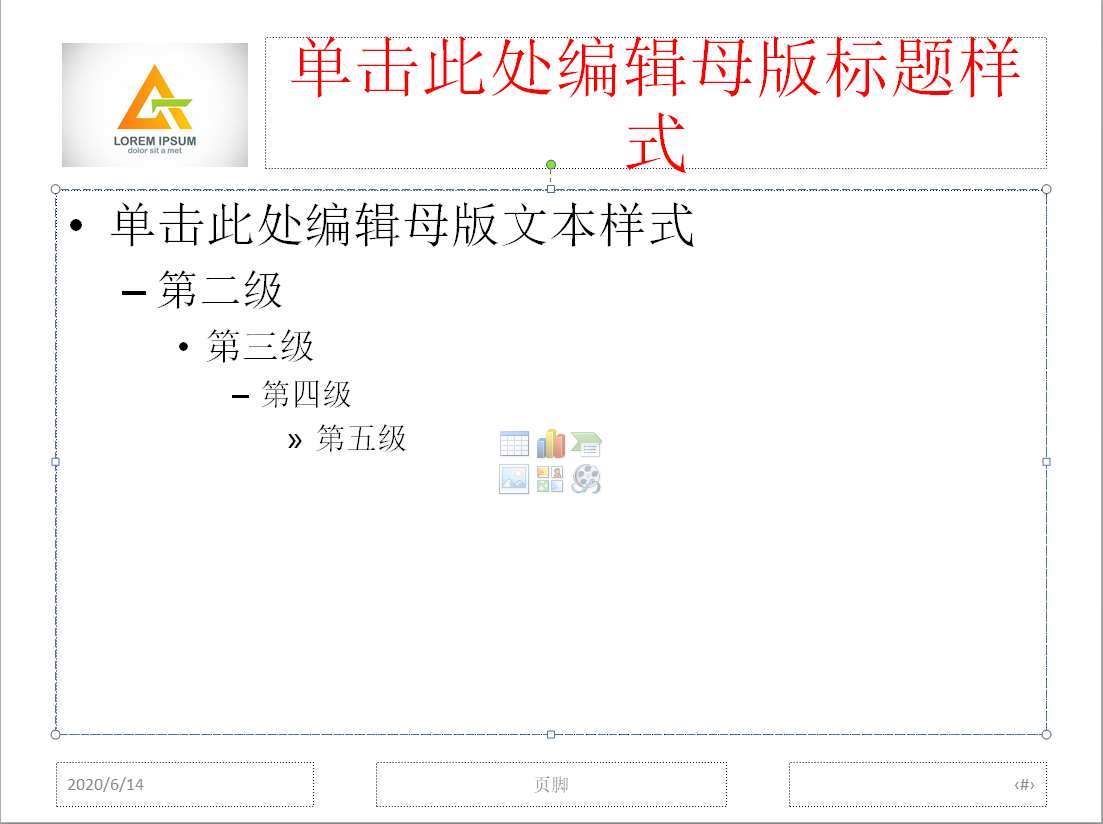 LOREM IPSUM
dolor sit a met
单击此处编辑母版标题样
式
• 单击此处编辑母版文本样式
– 第二级
• 第三级
– 第四级
» 第五级
2020/6/14
页脚
‹#›